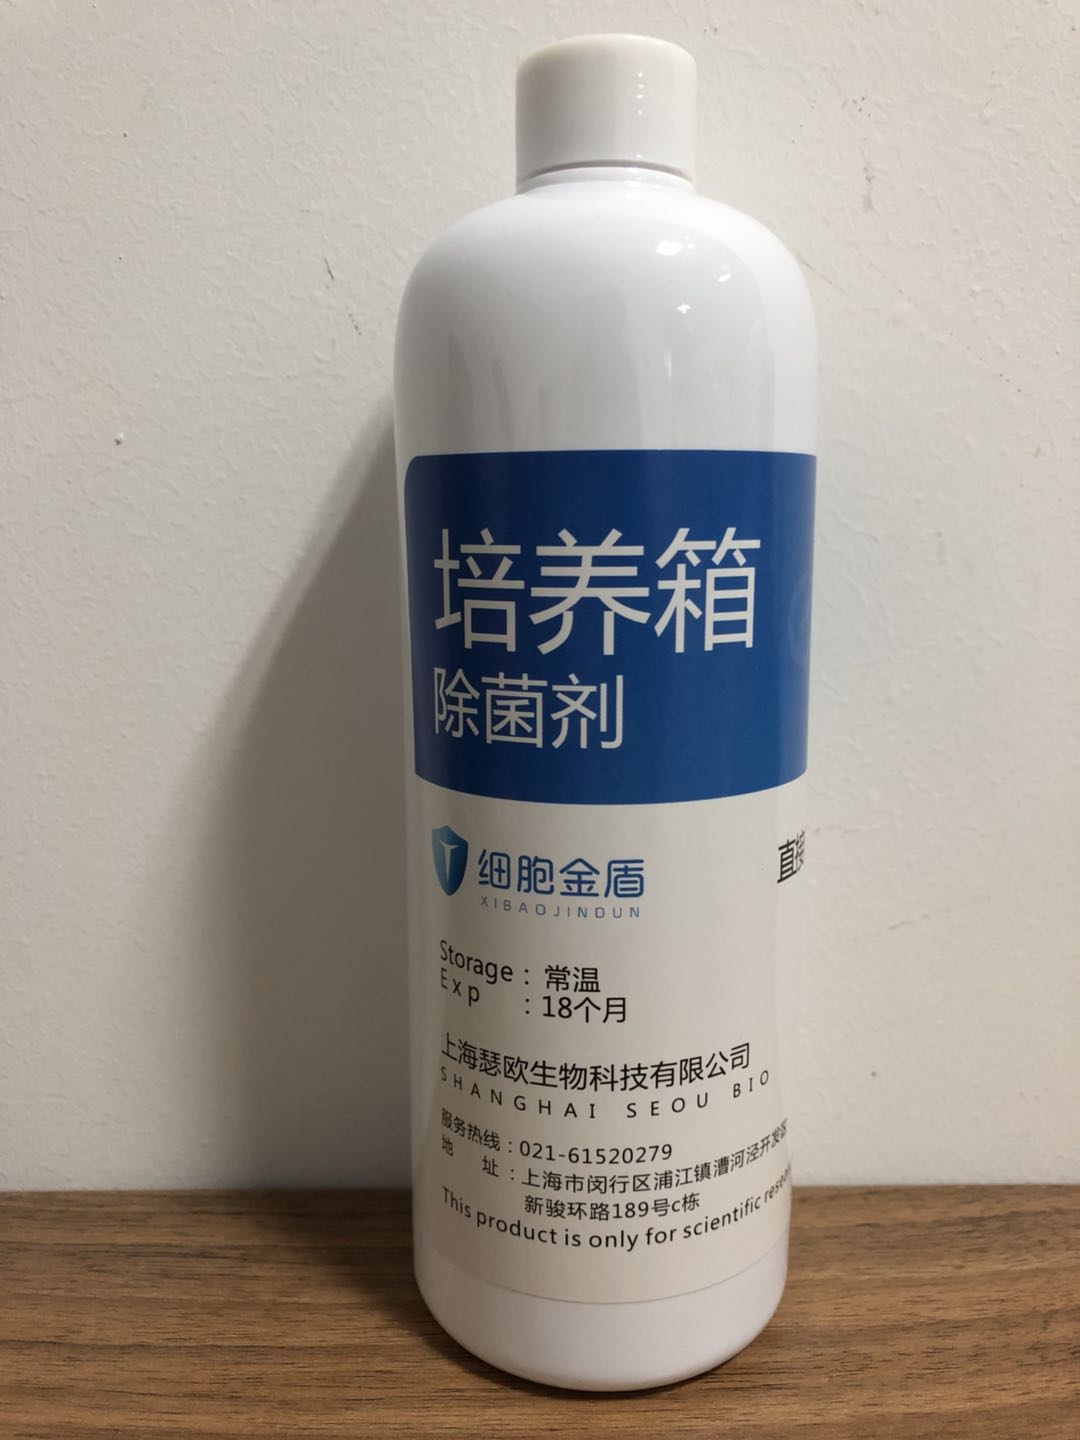 培养箱
除菌剂
细胞金盾
XIBAOJINDUN
直接
Storage : 常温
Exp : 18个月
上海瑟欧生物科技有限公司
SHANGHAI SEOU BIO
服务热线 : 021-61520279
地 址 : 上海市闵行区浦江镇漕河泾开发区
新骏环路189号c栋
This product is only for scientific